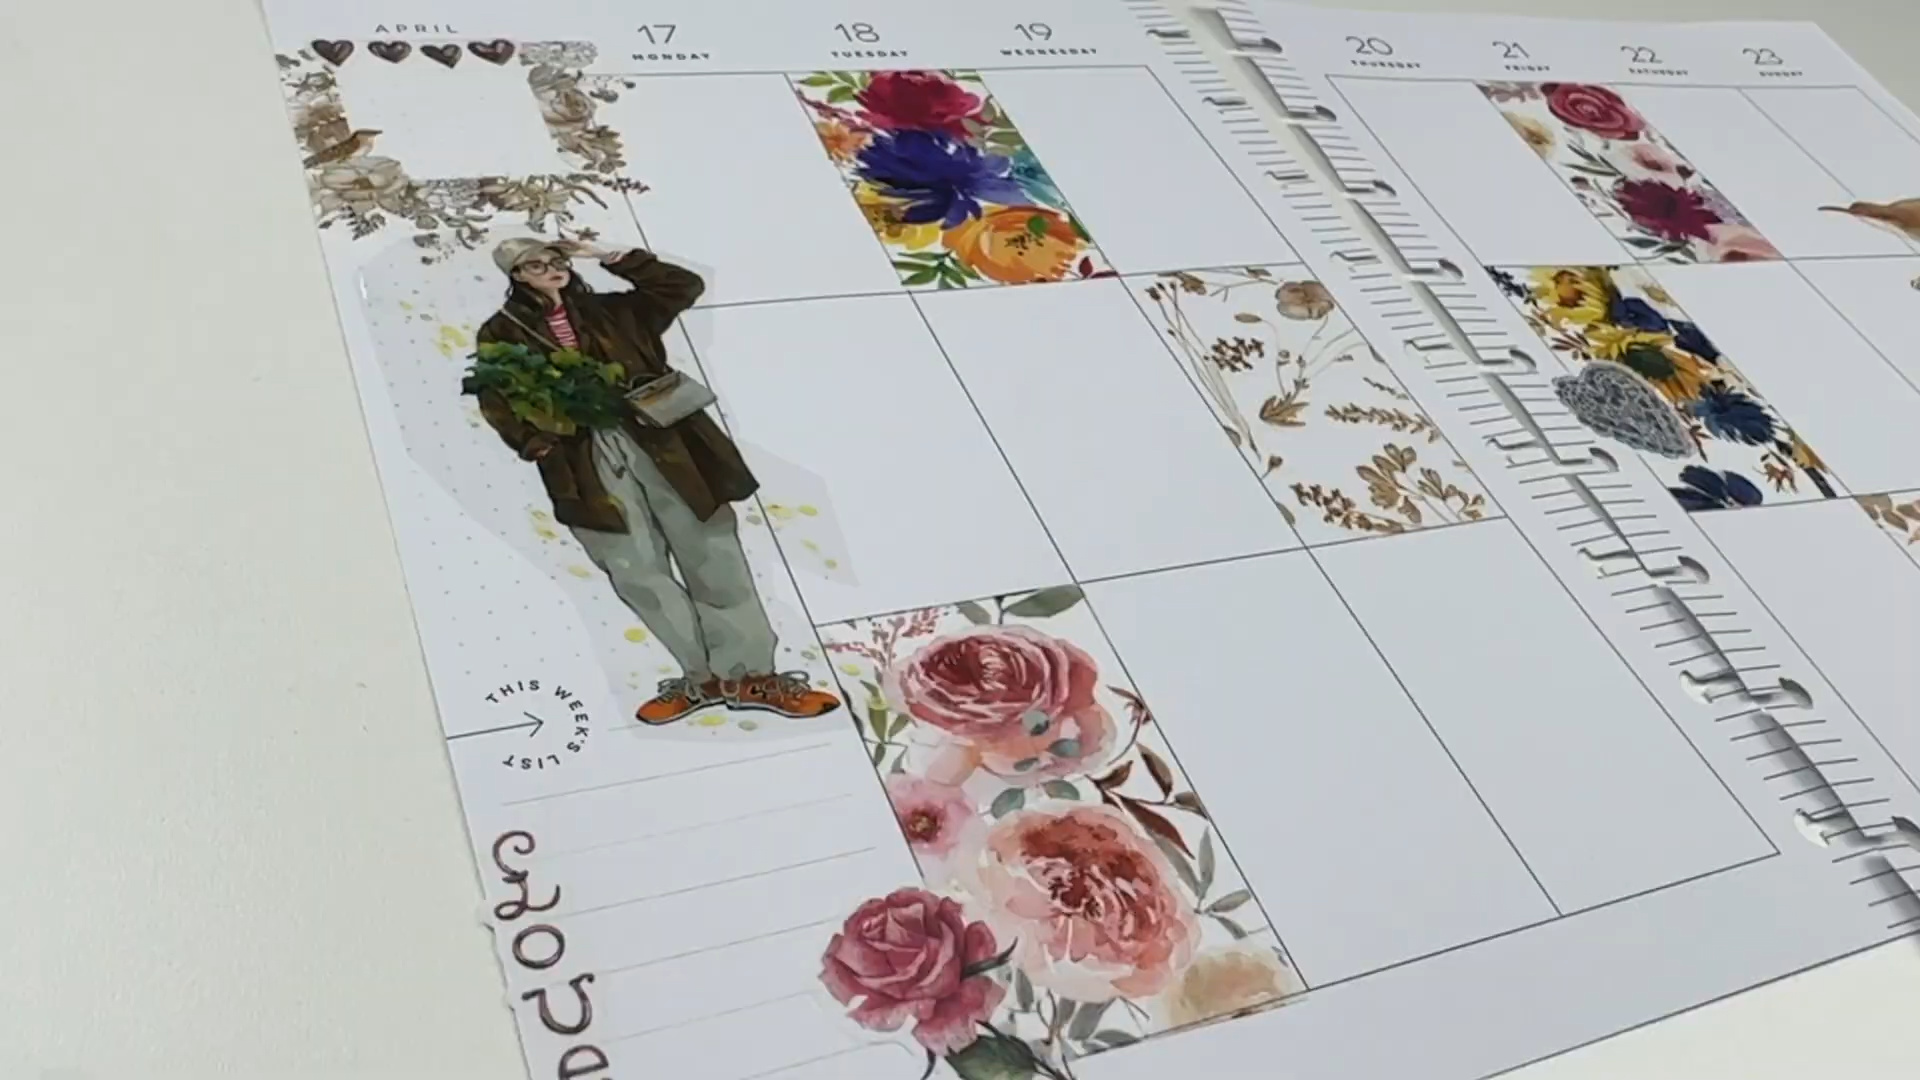 APRIL
17
MONDAY
18
TUESDAY
19
WEDNESDAY
20
THURSDAY
21
FRIDAY
22
SATURDAY
23
SUNDAY
THIS WEEK'S LIST